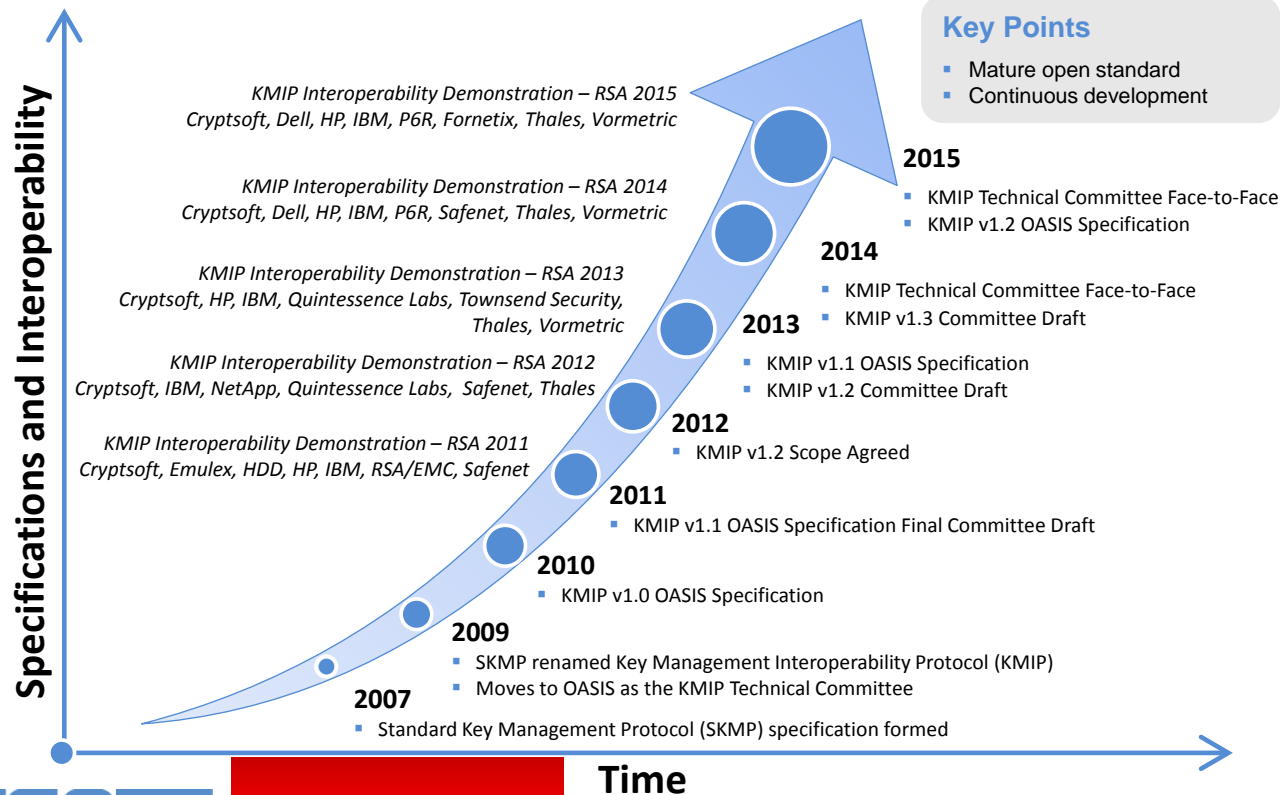 Key Points
Mature open standard
Continuous development
Specifications and Interoperability
KMIP Interoperability Demonstration – RSA 2015
Cryptsoft, Dell, HP, IBM, P6R, Fornetix, Thales, Vormetric
2015
KMIP Technical Committee Face-to-Face
KMIP v1.2 OASIS Specification
KMIP Interoperability Demonstration – RSA 2014
Cryptsoft, Dell, HP, IBM, P6R, Safenet, Thales, Vormetric
2014
KMIP Technical Committee Face-to-Face
KMIP v1.3 Committee Draft
KMIP Interoperability Demonstration – RSA 2013
Cryptsoft, HP, IBM, Quintessence Labs, Townsend Security,
Thales, Vormetric
2013
KMIP v1.1 OASIS Specification
KMIP v1.2 Committee Draft
KMIP Interoperability Demonstration – RSA 2012
Cryptsoft, IBM, NetApp, Quintessence Labs, Safenet, Thales
2012
KMIP v1.2 Scope Agreed
KMIP Interoperability Demonstration – RSA 2011
Cryptsoft, Emulex, HDD, HP, IBM, RSA/EMC, Safenet
2011
KMIP v1.1 OASIS Specification Final Committee Draft
2010
KMIP v1.0 OASIS Specification
2009
SKMP renamed Key Management Interoperability Protocol (KMIP)
Moves to OASIS as the KMIP Technical Committee
2007
Standard Key Management Protocol (SKMP) specification formed
Time